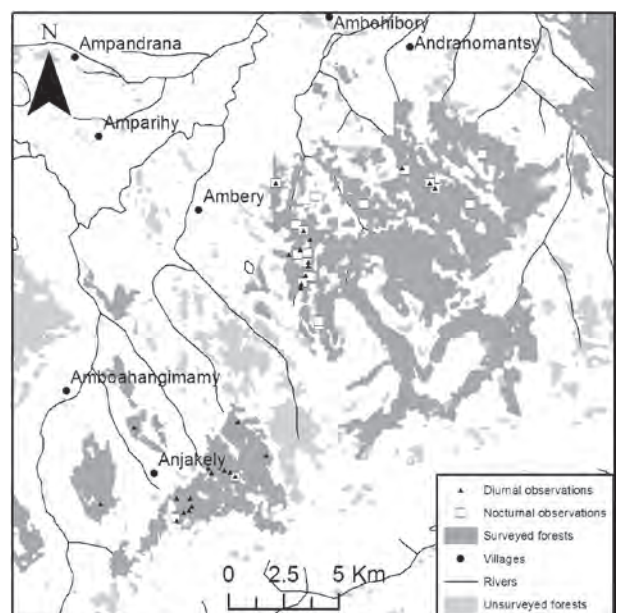 Ambohibory
N
Ampandrana
Andranomantsy
Amparihy
Ambery
Amboahangimamy
Anjakely
Diurnal observations
Nocturnal observations
Surveyed forests
Villages
Rivers
Unsurveyed forests
0 2.5 5 Km